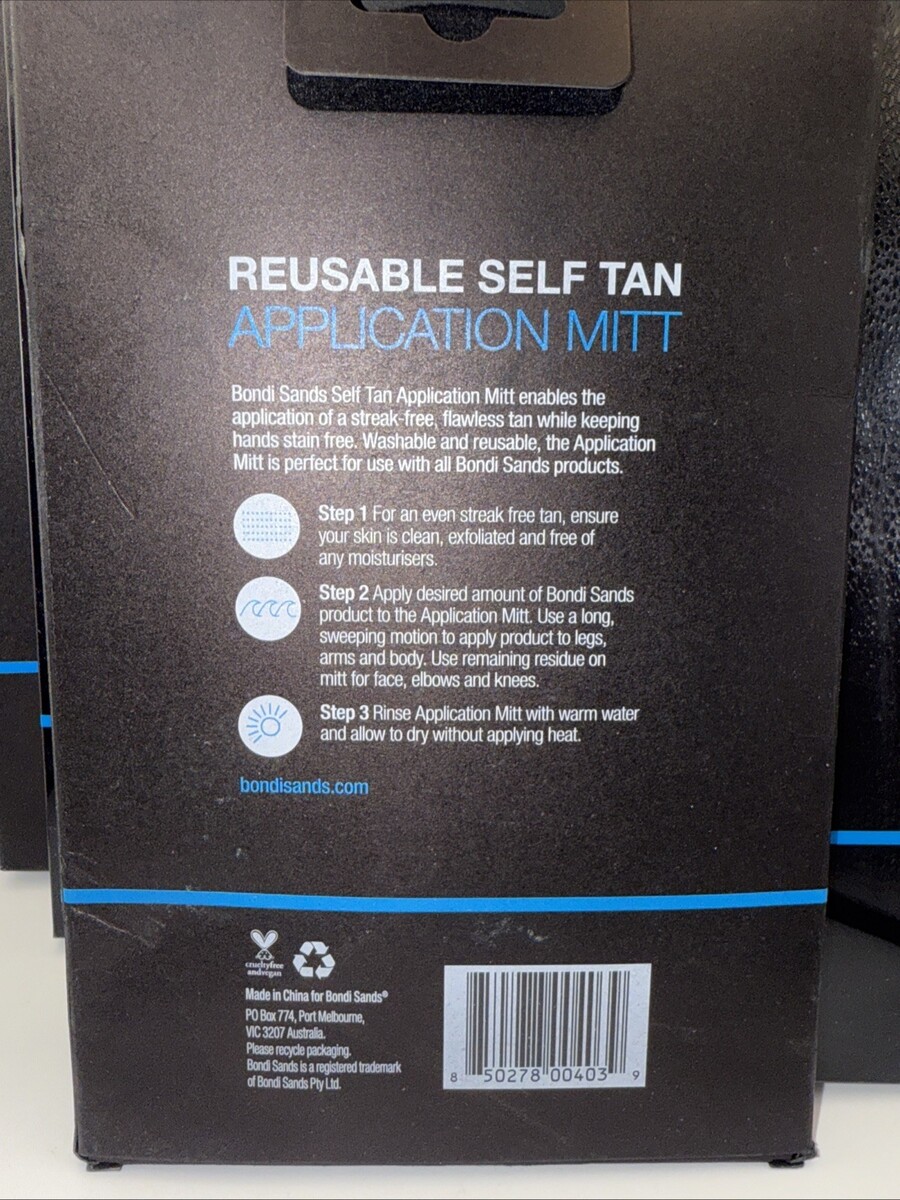 REUSABLE SELF TAN
APPLICATION MITT
Bondi Sands Self Tan Application Mitt enables the
application of a streak-free, flawless tan while keeping
hands stain free. Washable and reusable, the Application
Mitt is perfect for use with all Bondi Sands products.
Step 1 For an even streak free tan, ensure
your skin is clean, exfoliated and free of
any moisturisers.
Step 2 Apply desired amount of Bondi Sands
product to the Application Mitt. Use a long,
sweeping motion to apply product to legs,
arms and body. Use remaining residue on
mitt for face, elbows and knees.
Step 3 Rinse Application Mitt with warm water
and allow to dry without applying heat.
bondisands.com
crueltyfree
andvegan
Made in China for Bondi Sands®
PO Box 774, Port Melbourne,
VIC 3207 Australia.
Please recycle packaging.
Bondi Sands is a registered trademark
of Bondi Sands Pty Ltd.
8 50278 00403 9